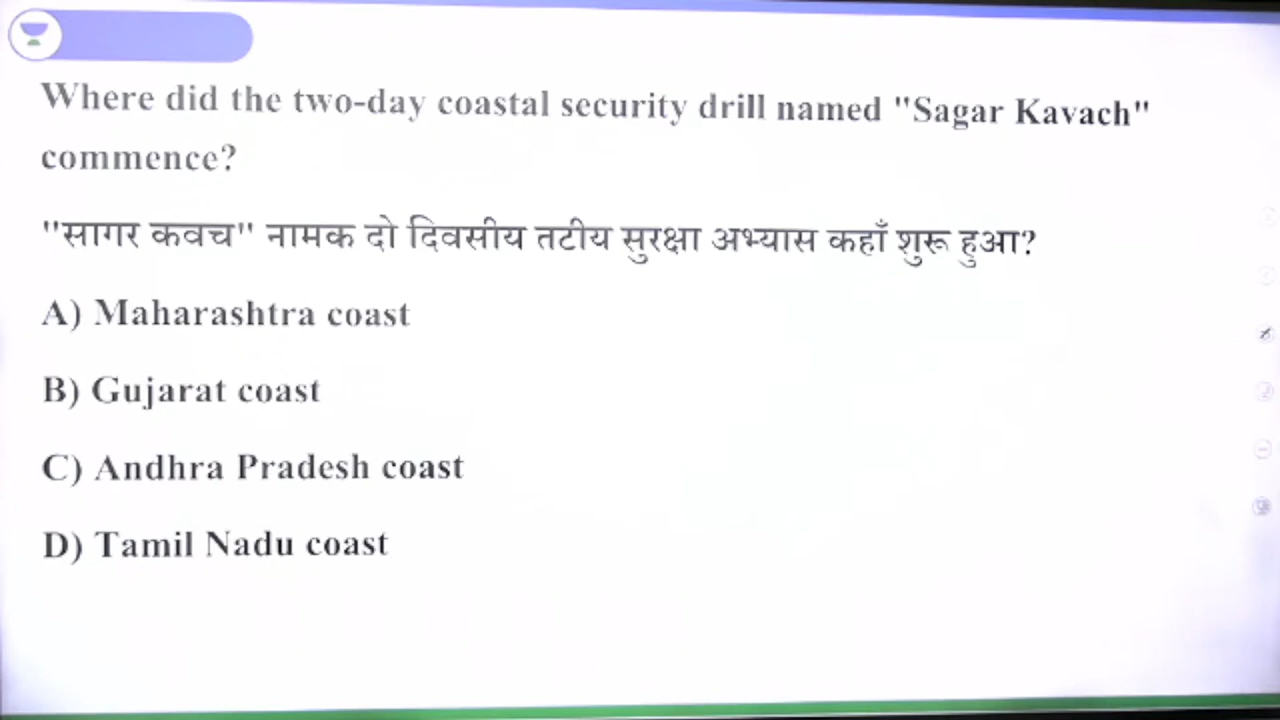 Where did the two-day coastal security drill named "Sagar Kavach"
commence?
"सागर कवच" नामक दो दिवसीय तटीय सुरक्षा अभ्यास कहाँ शुरू हुआ?
A) Maharashtra coast
B) Gujarat coast
C) Andhra Pradesh coast
D) Tamil Nadu coast